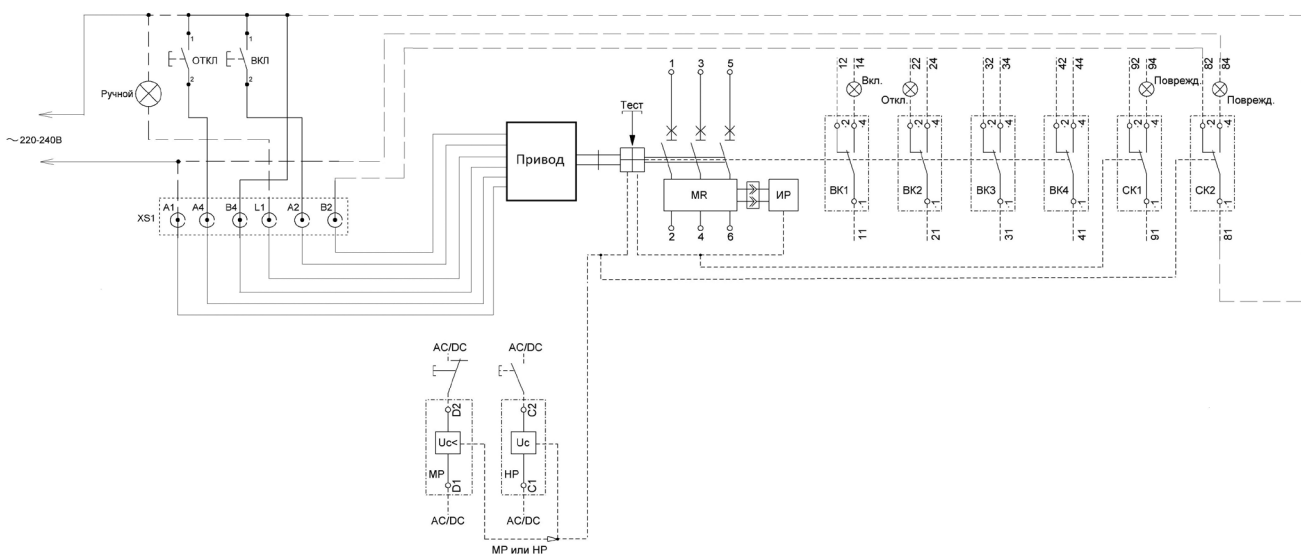 1
1
ОТКЛ
ВКЛ
2
2
Ручной
~ 220-240В
XS1
A1
A4
B4
L1
A2
B2
Привод
Тест
1
3
5
MR
ИР
2
4
6
12
14
22
24
32
34
42
44
92
94
82
84
Вкл.
Откл.
Поврежд.
Поврежд.
.2
.4
.2
.4
.2
.4
.2
.4
.2
.4
.2
.4
ВК1
ВК2
ВК3
ВК4
СК1
СК2
.1
.1
.1
.1
.1
.1
11
21
31
41
91
81
AC/DC
AC/DC
D2
C2
Uc<
Uc
МР
НР
D1
C1
AC/DC
AC/DC
МР или НР